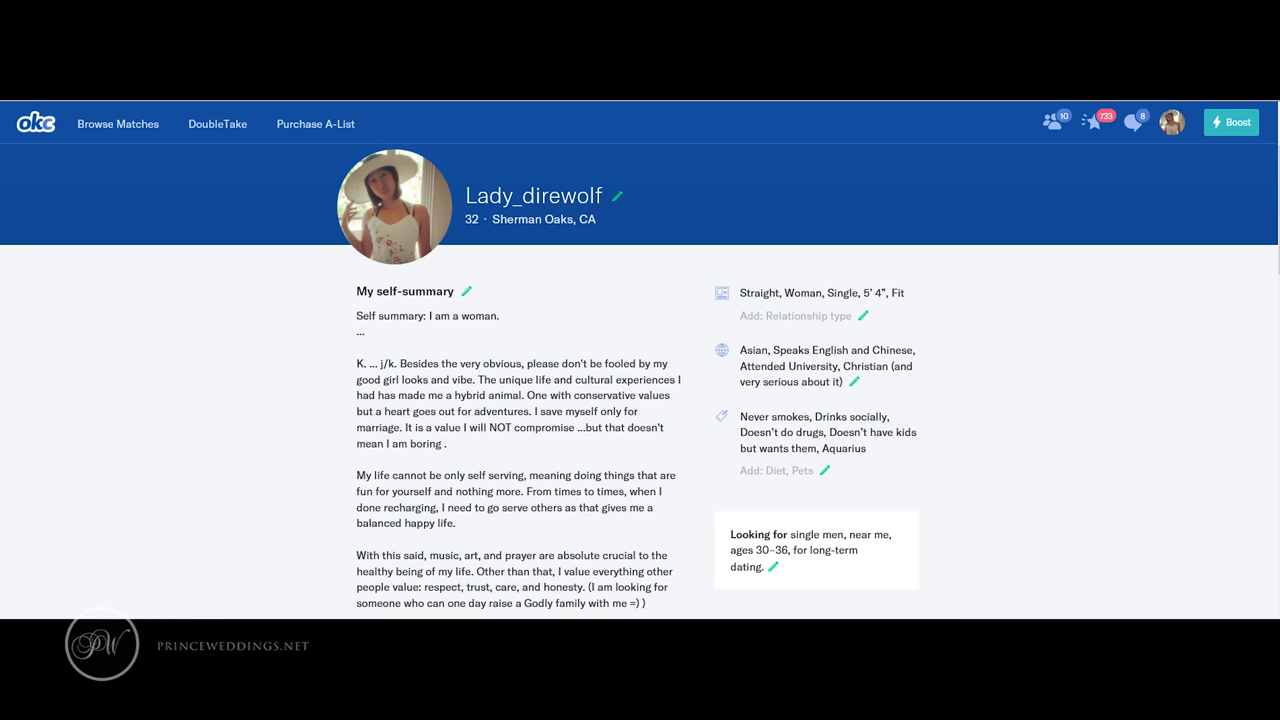 okc Browse Matches DoubleTake Purchase A-List 10 733 8 Boost
Lady_direwolf
32 · Sherman Oaks, CA
My self-summary
Self summary: I am a woman.
...
K. ... j/k. Besides the very obvious, please don't be fooled by my
good girl looks and vibe. The unique life and cultural experiences I
had has made me a hybrid animal. One with conservative values
but a heart goes out for adventures. I save myself only for
marriage. It is a value I will NOT compromise ...but that doesn't
mean I am boring .
My life cannot be only self serving, meaning doing things that are
fun for yourself and nothing more. From times to times, when I
done recharging, I need to go serve others as that gives me a
balanced happy life.
With this said, music, art, and prayer are absolute crucial to the
healthy being of my life. Other than that, I value everything other
people value: respect, trust, care, and honesty. (I am looking for
someone who can one day raise a Godly family with me =) )
Straight, Woman, Single, 5' 4”, Fit
Add: Relationship type
Asian, Speaks English and Chinese,
Attended University, Christian (and
very serious about it)
Never smokes, Drinks socially,
Doesn't do drugs, Doesn't have kids
but wants them, Aquarius
Add: Diet, Pets
Looking for single men, near me,
ages 30–36, for long-term
dating.
PW PRINCEWEDDINGS.NET